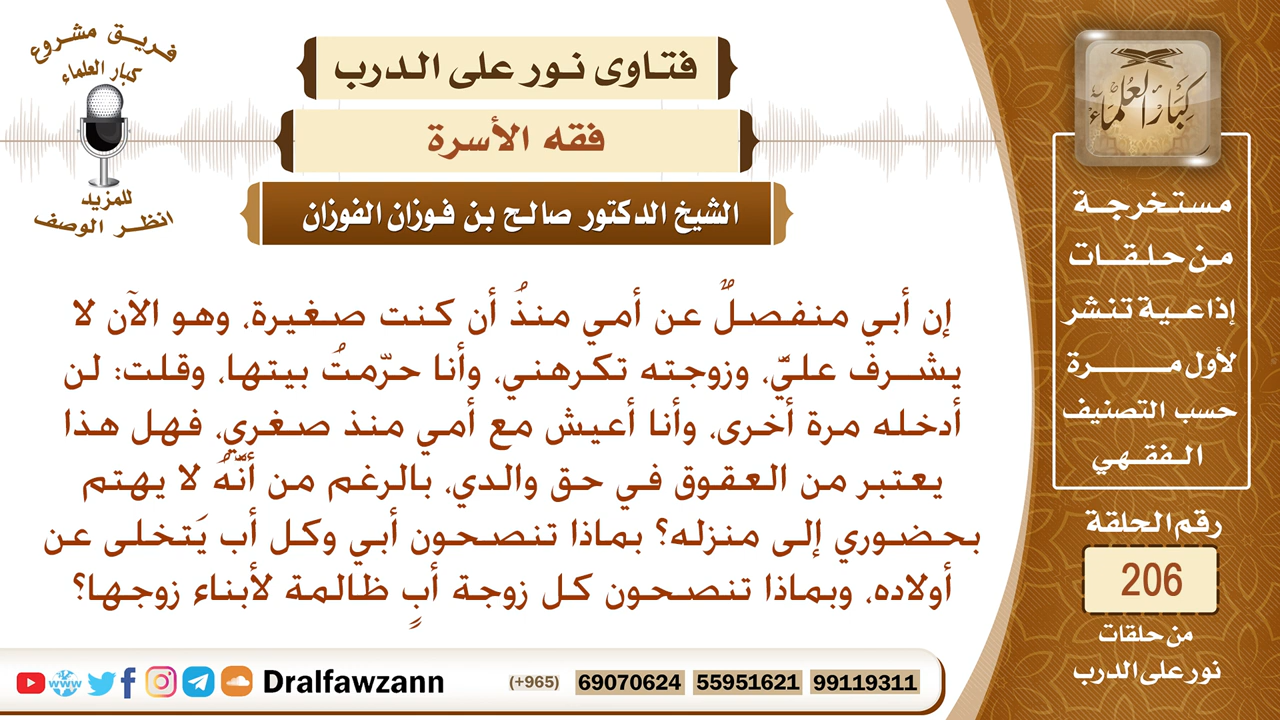 فريق مشروع
كبار العلماء
للمزيد
انظر الوصف
فتاوى نور على الدرب
فقه الأسرة
الشيخ الدكتور صالح بن فوزان الفوزان
إن أبي منفصلٌ عن أمي منذُ أن كنت صغيرة، وهو الآن لا
يشرف عليّ، وزوجته تكرهني، وأنا حرّمتُ بيتها، وقلت: لن
أدخله مرة أخرى، وأنا أعيش مع أمي منذ صغري، فهل هذا
يعتبر من العقوق في حق والدي، بالرغم من أنَّهُ لا يهتم
بحضوري إلى منزله؟ بماذا تنصحون أبي وكل أب يَتخلى عن
أولاده، وبماذا تنصحون كل زوجة أبٍ ظالمة لأبناء زوجها؟
كِبَارُ العُلَمَاء
مستخرجة
من حلقات
إذاعية تنشر
لأول مرة
حسب التصنيف
الفقهي
رقم الحلقة
206
من حلقات
نور على الدرب
www
Dralfawzann
(+965) 69070624 55951621 99119311